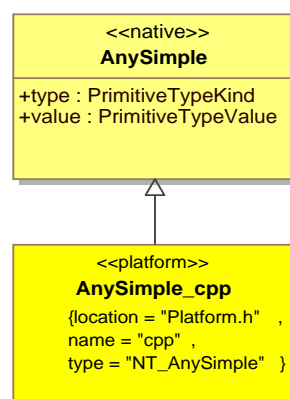 <<native>>
AnySimple
+type : PrimitiveTypeKind
+value : PrimitiveTypeValue
<<platform>>
AnySimple_cpp
{location = "Platform.h" ,
name = "cpp" ,
type = "NT_AnySimple" }